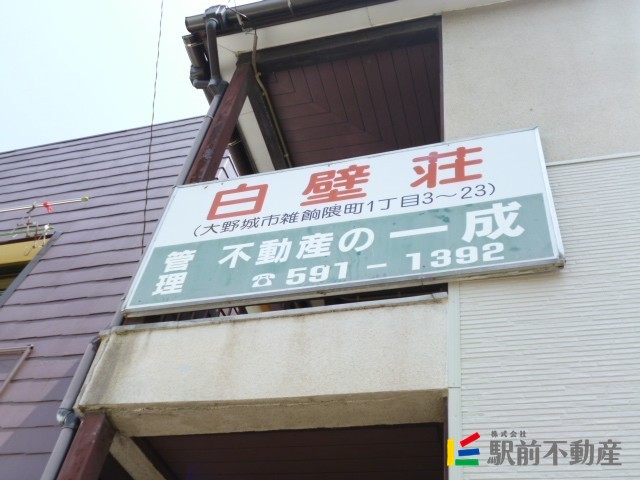 白壁荘
(大野城市雑餉隈町1丁目3〜23)
管理 不動産の一成
☎591-1392
株式会社
駅前不動産